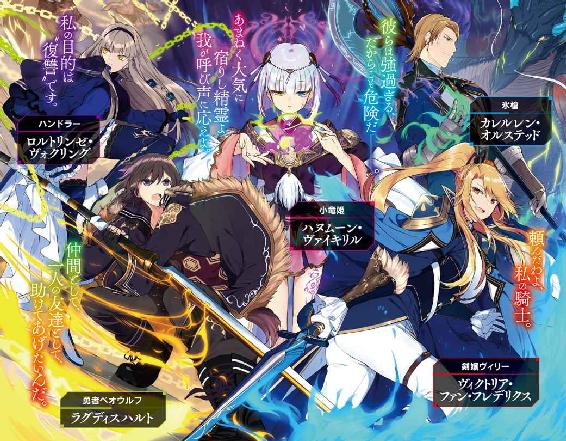 私の目的は
“復讐”です。
ハンドラー
ロルトリンゼ・
ヴォクリング
あまねく大気に
宿りし精霊よ、
我が呼び声に応えよ。
彼らは強過ぎる。
だからこそ危険だ。
氷槍
カレルレン・
オルステッド
小竜姫
ハヌムーン・
ヴァイキリル
頼んだわよ、
私の騎士。
仲間として、
一人の友達として、
助けてあげたいんだ。
勇者ベオウルフ
ラグディス ハルト
剣嬢ヴィリー
ヴィクトリア・
ファン・フレデリクス